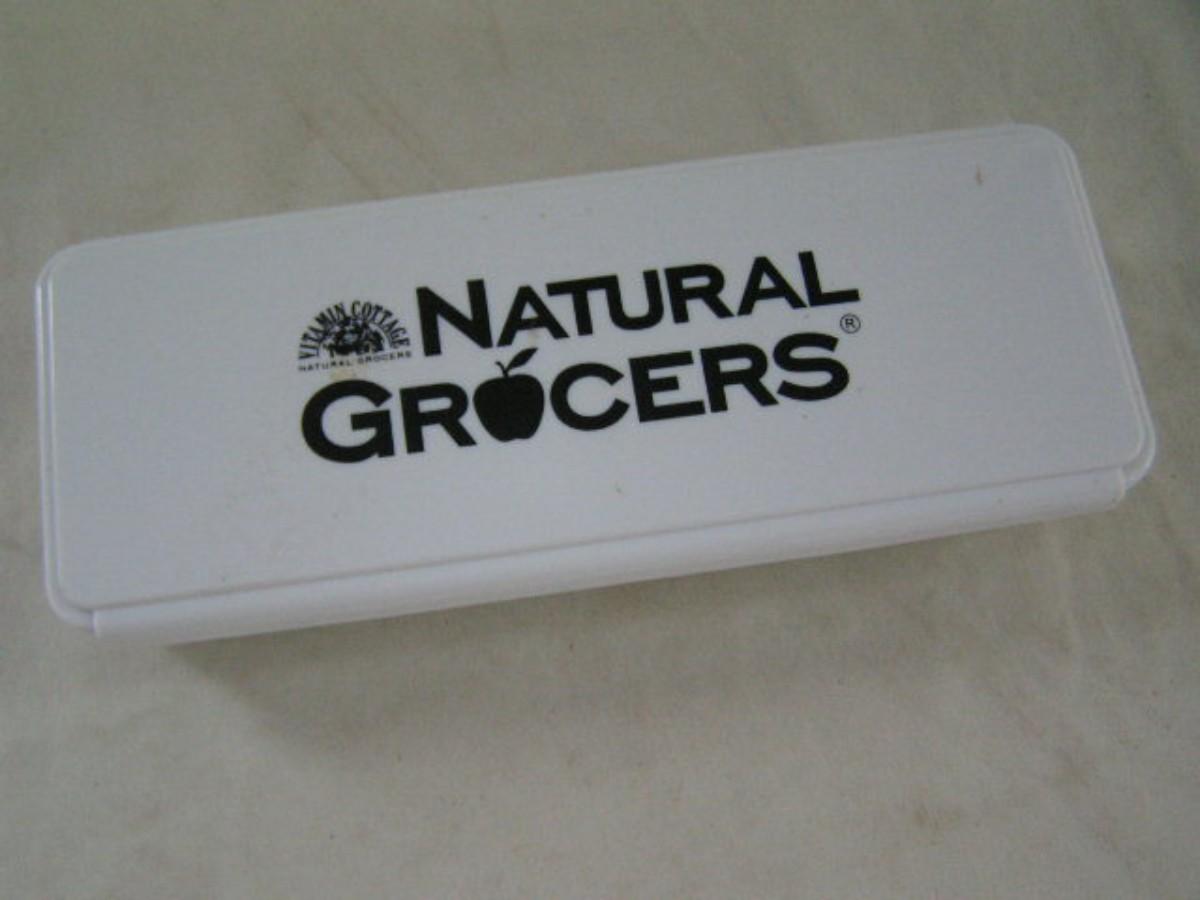 VITAMIN COTTAGE
NATURAL GROCERS
NATURAL
GROCERS®